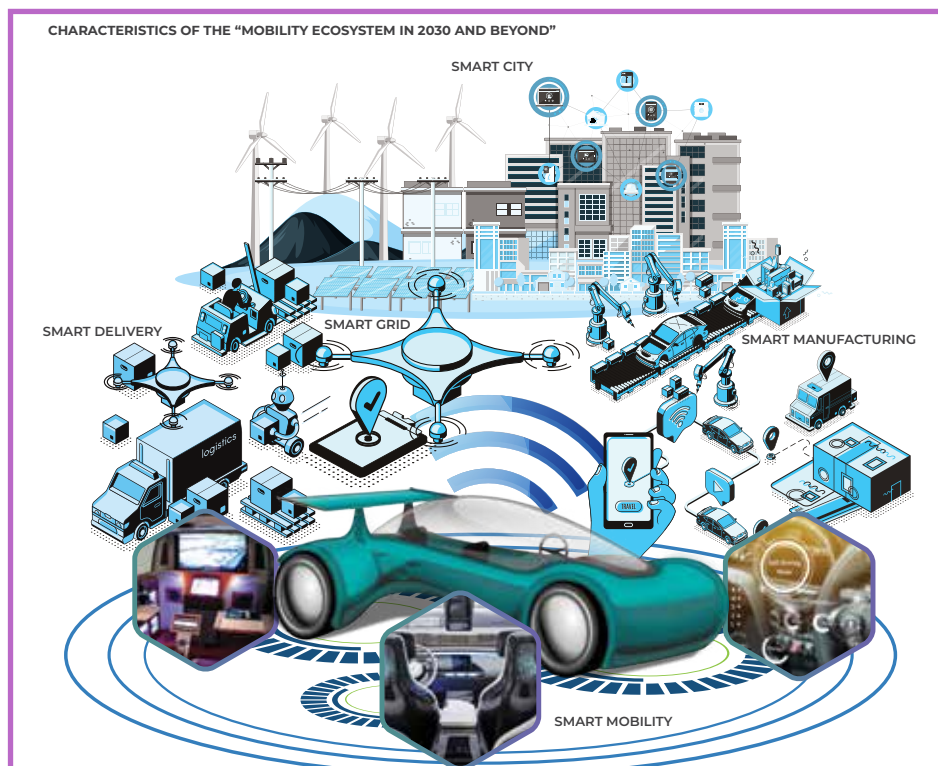 CHARACTERISTICS OF THE “MOBILITY ECOSYSTEM IN 2030 AND BEYOND”
SMART CITY
SMART DELIVERY
SMART GRID
SMART MANUFACTURING
logistics
TRAVEL
SMART MOBILITY